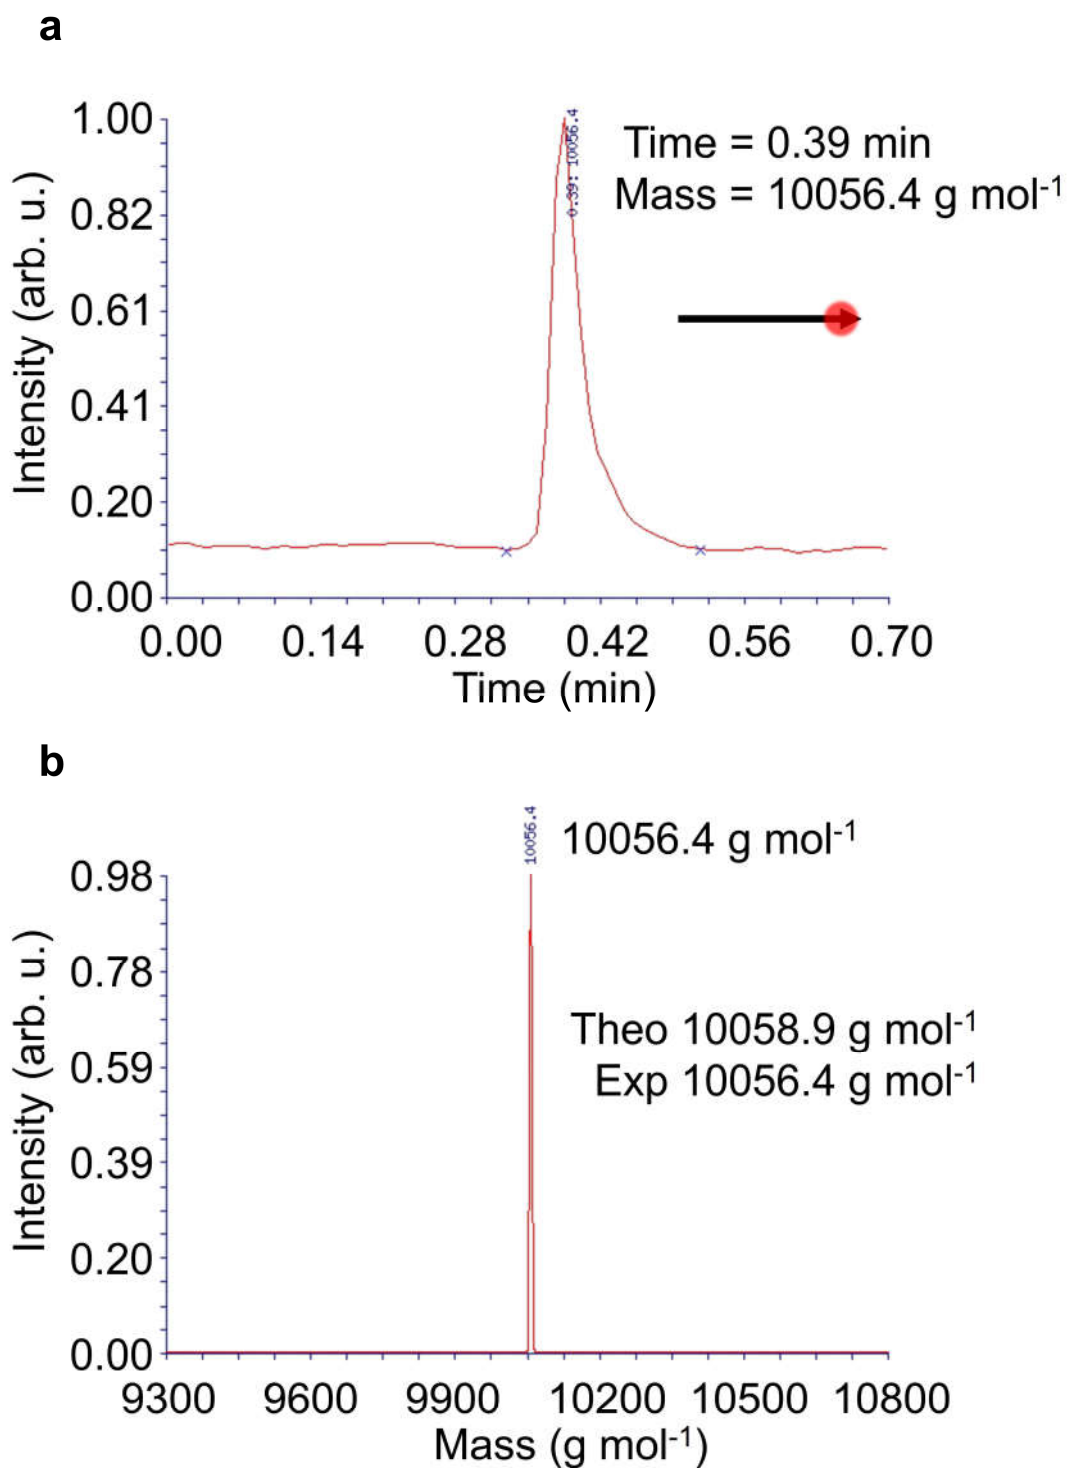 a
1.00
0.82
0.61
0.41
0.20
0.00
Intensity (arb. u.)
0.39: 10056.4
Time = 0.39 min
Mass = 10056.4 g mol⁻¹
0.00 0.14 0.28 0.42 0.56 0.70
Time (min)
b
0.98
0.78
0.59
0.39
0.20
0.00
Intensity (arb. u.)
10056.4
10056.4 g mol⁻¹
Theo 10058.9 g mol⁻¹
Exp 10056.4 g mol⁻¹
9300 9600 9900 10200 10500 10800
Mass (g mol⁻¹)